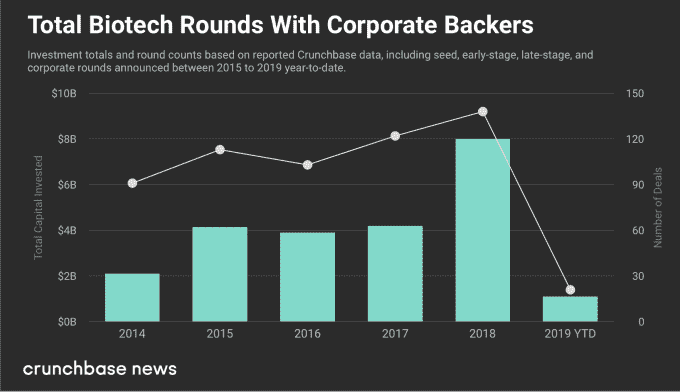 Total Biotech Rounds With Corporate Backers
Investment totals and round counts based on reported Crunchbase data, including seed, early-stage, late-stage, and
corporate rounds announced between 2015 to 2019 year-to-date.
$10B
150
$8B
120
$6B
90
$4B
60
$2B
30
$0B
0
Total Capital Invested
Number of Deals
2014
2015
2016
2017
2018
2019 YTD
crunchbase news